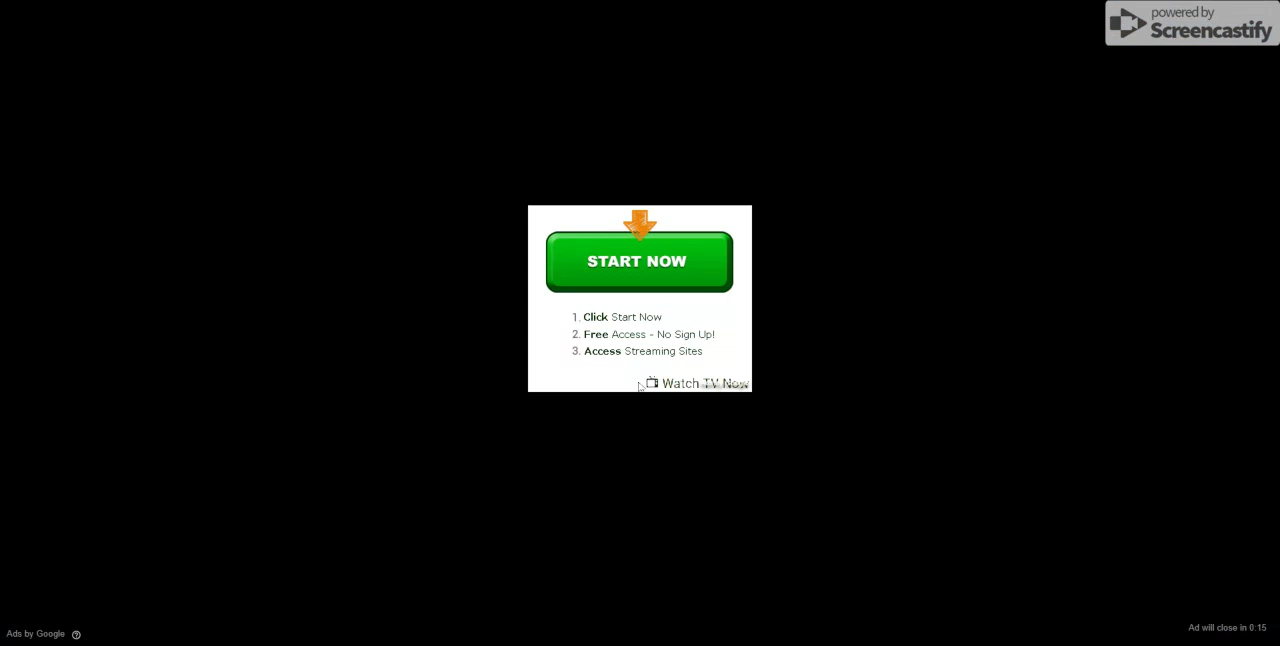 powered by
Screencastify
START NOW
1. Click Start Now
2. Free Access - No Sign Up!
3. Access Streaming Sites
Watch TV Now
Ads by Google
Ad will close in 0:15